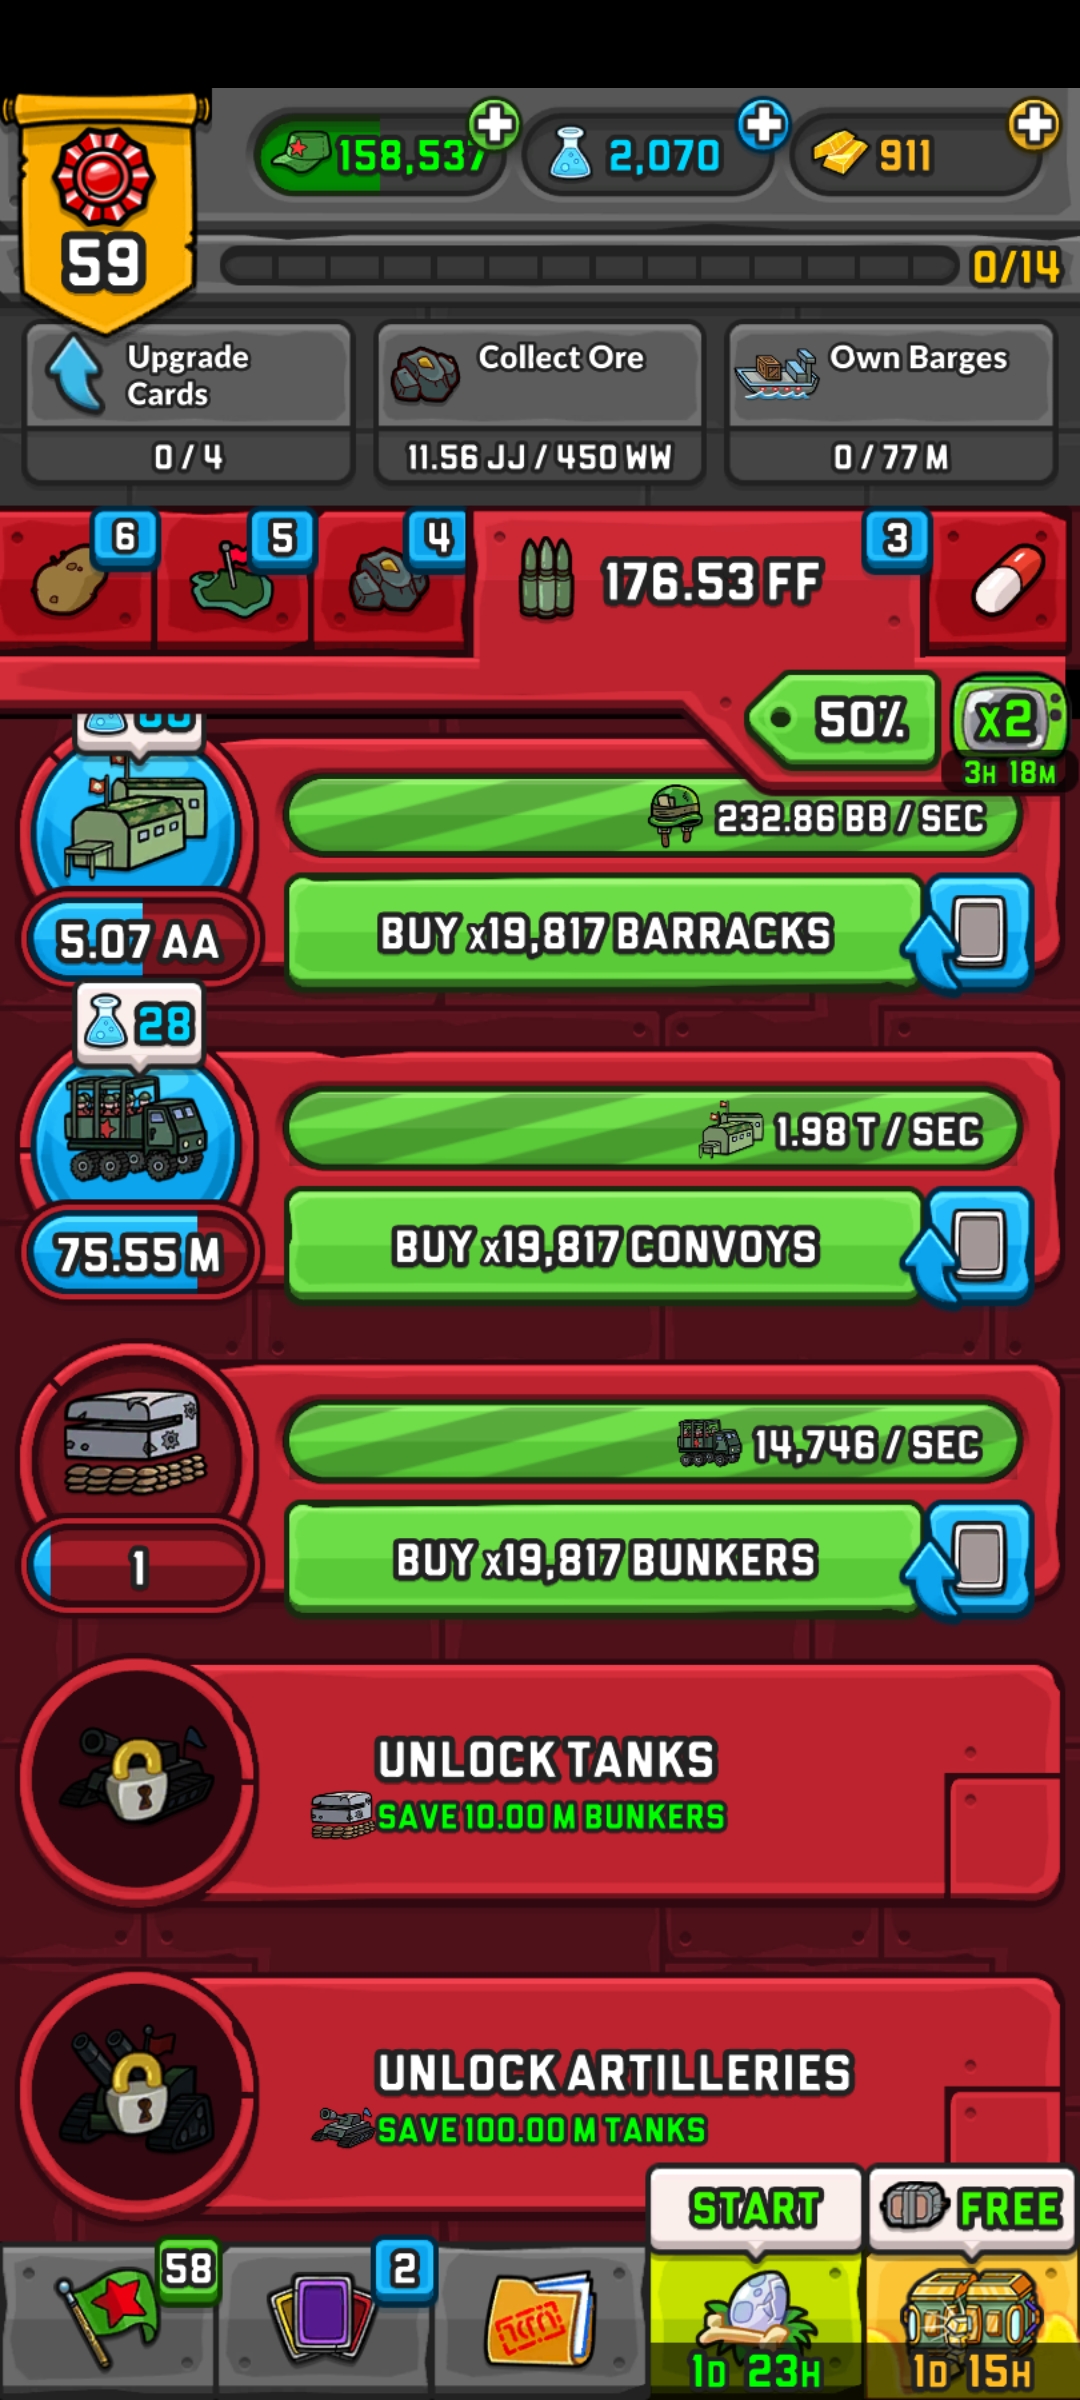 158,537
2,070
911
59
0/14
Upgrade
Cards
0 / 4
Collect Ore
11.56 JJ / 450 WW
Own Barges
0 / 77 M
6
5
4
176.53 FF
3
50%
x2
3H 18M
232.86 BB / SEC
BUY x19,817 BARRACKS
5.07 AA
28
1.98 T / SEC
BUY x19,817 CONVOYS
75.55 M
14,746 / SEC
BUY x19,817 BUNKERS
1
UNLOCK TANKS
SAVE 10.00 M BUNKERS
UNLOCK ARTILLERIES
SAVE 100.00 M TANKS
START
FREE
58
2
1D 23H
1D 15H